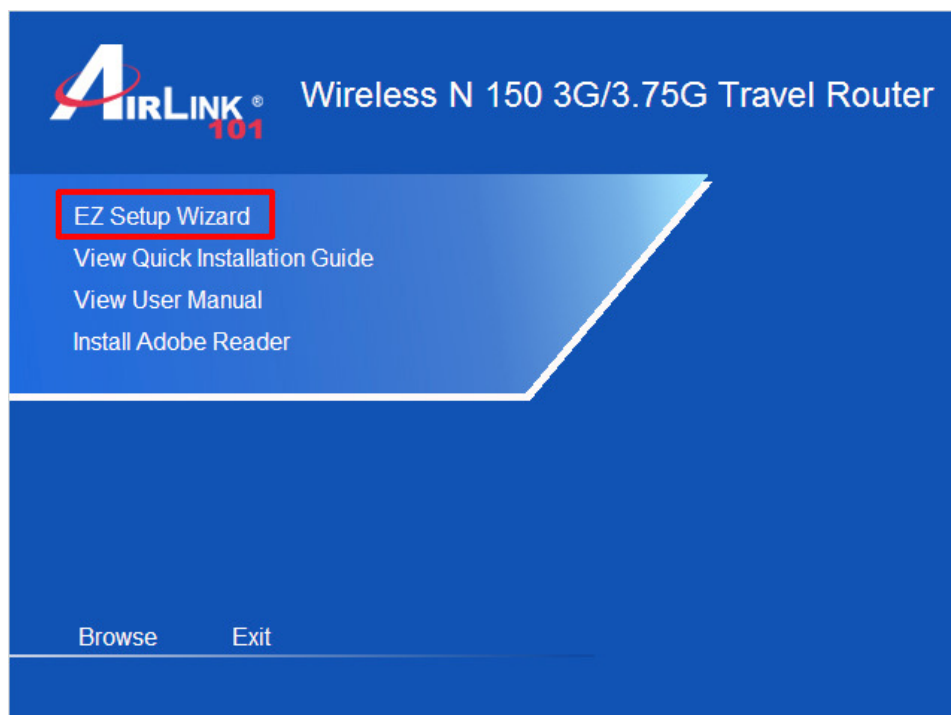 AIRLINK ®
101
Wireless N 150 3G/3.75G Travel Router
EZ Setup Wizard
View Quick Installation Guide
View User Manual
Install Adobe Reader
Browse Exit